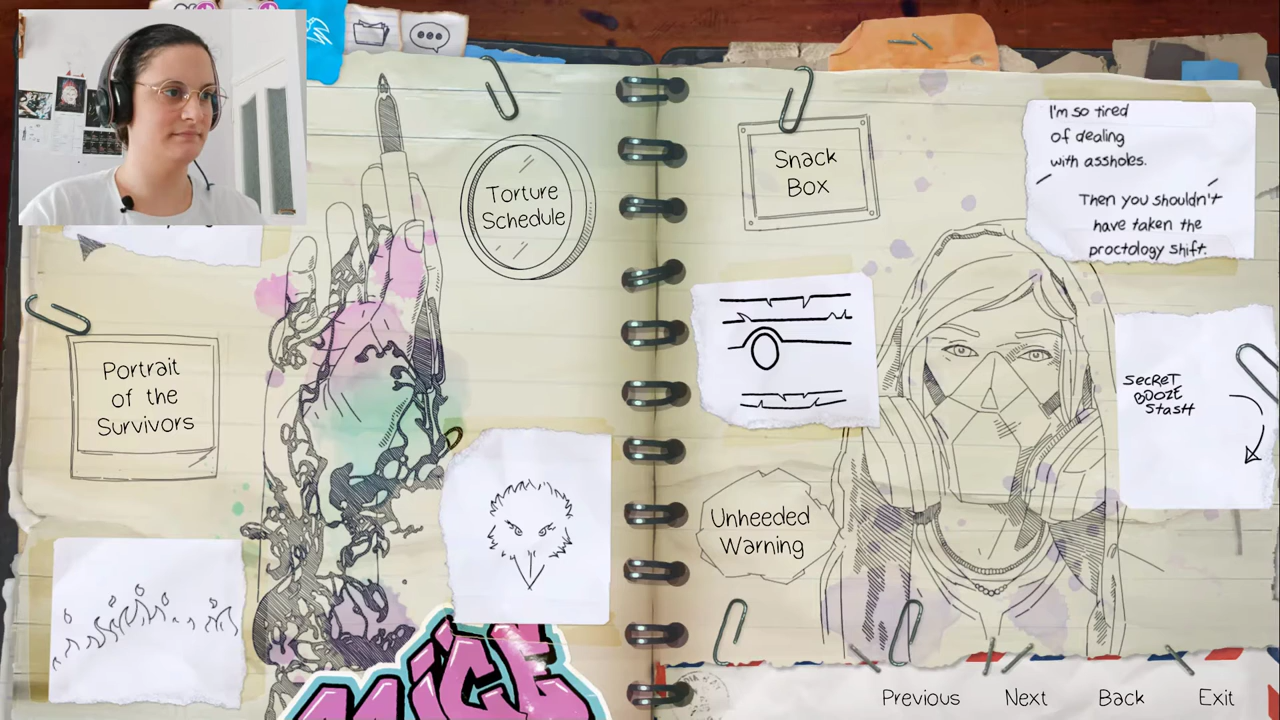 Torture
Schedule
Portrait
of the
Survivors
MICE
Snack
Box
I'm so tired
of dealing
with assholes.
Then you shouldn't
have taken the
proctology shift.
SECRET
BOOZE
STASH
Unheeded
Warning
Previous
Next
Back
Exit